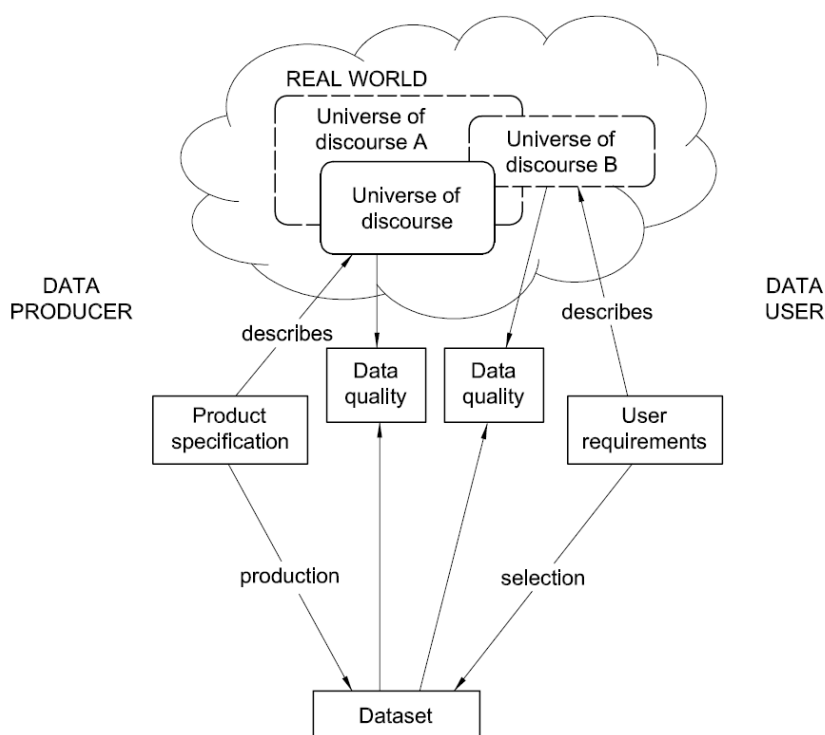 REAL WORLD
Universe of
discourse A
Universe of
discourse B
Universe of
discourse
DATA
PRODUCER
DATA
USER
describes
describes
Data
quality
Data
quality
Product
specification
User
requirements
production
selection
Dataset